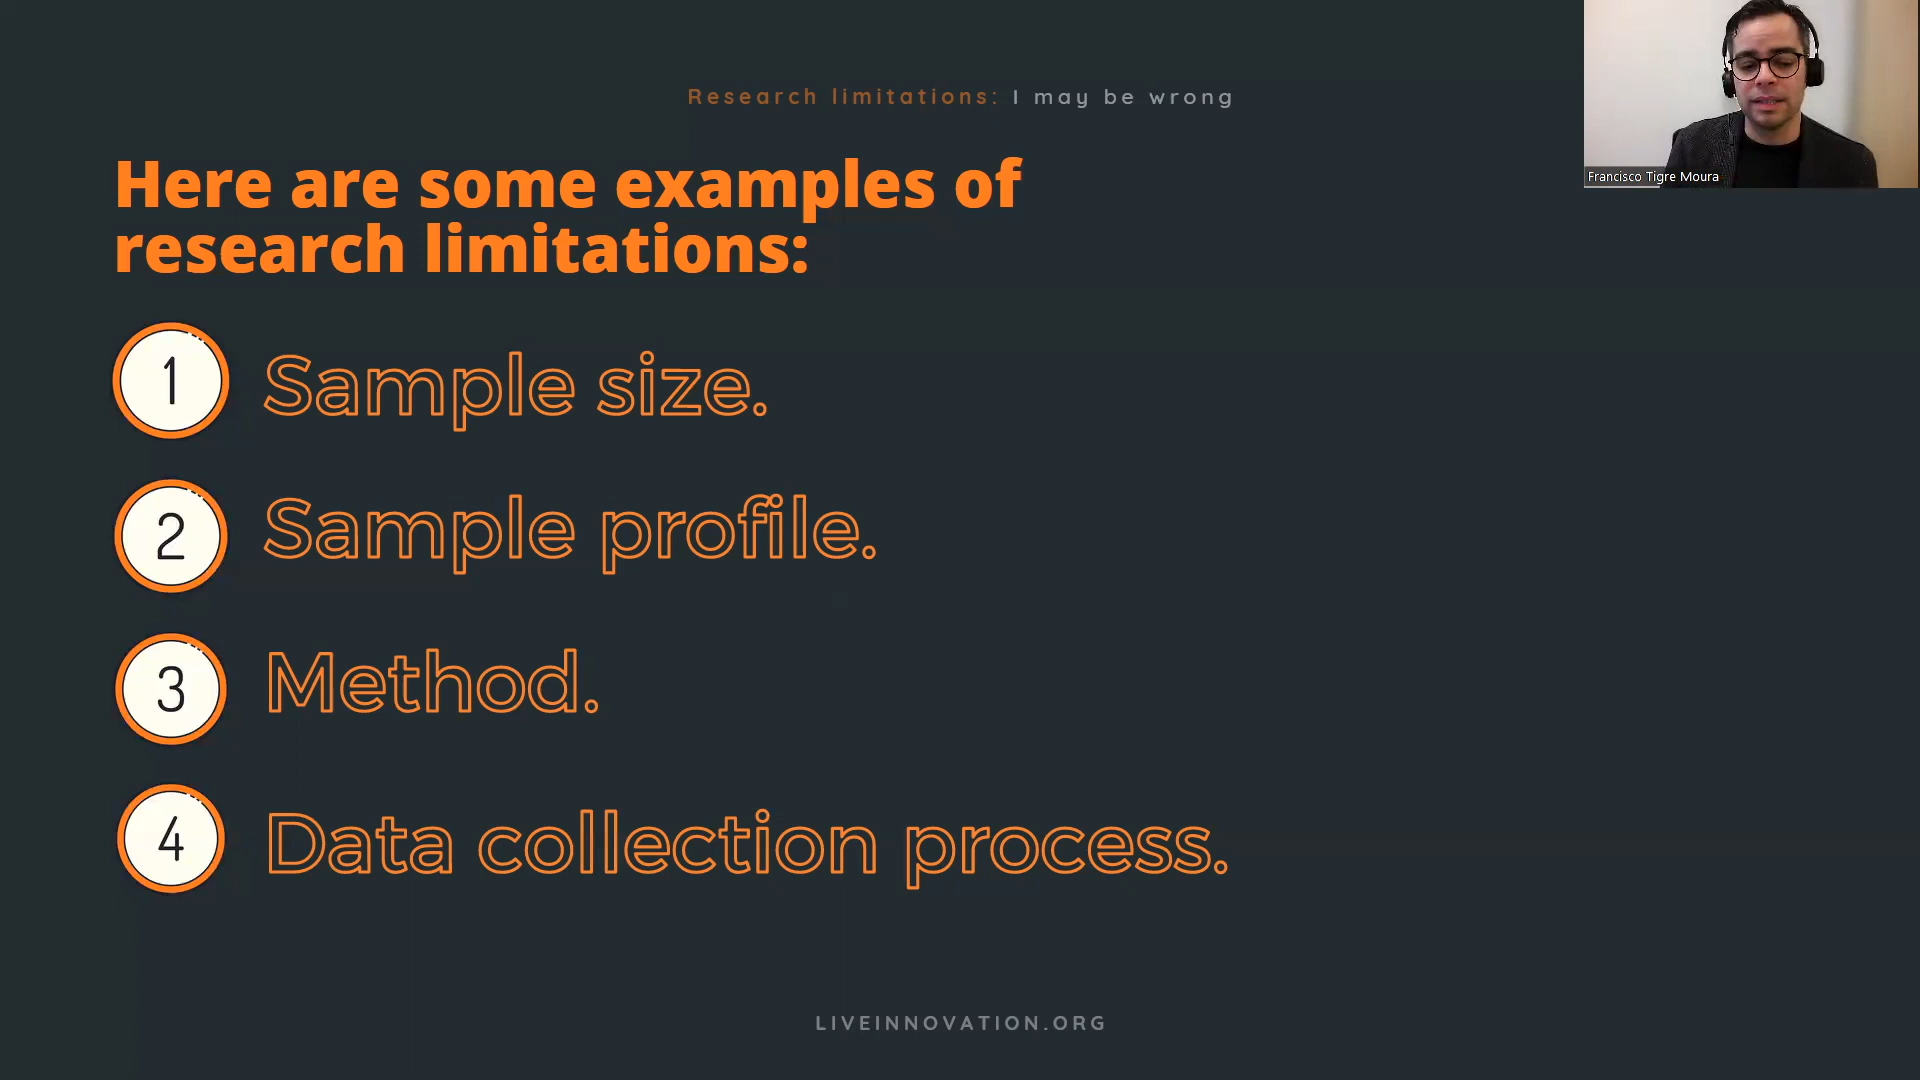 Research limitations: I may be wrong
Francisco Tigre Moura
Here are some examples of
research limitations:
1 Sample size.
2 Sample profile.
3 Method.
4 Data collection process.
LIVEINNOVATION.ORG